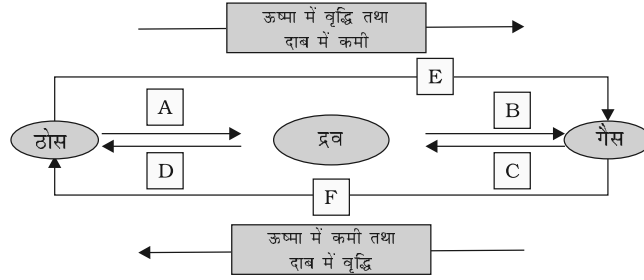 ऊष्मा में वृद्धि तथा
दाब में कमी
E
A
B
ठोस
द्रव
गैस
D
C
F
ऊष्मा में कमी तथा
दाब में वृद्धि